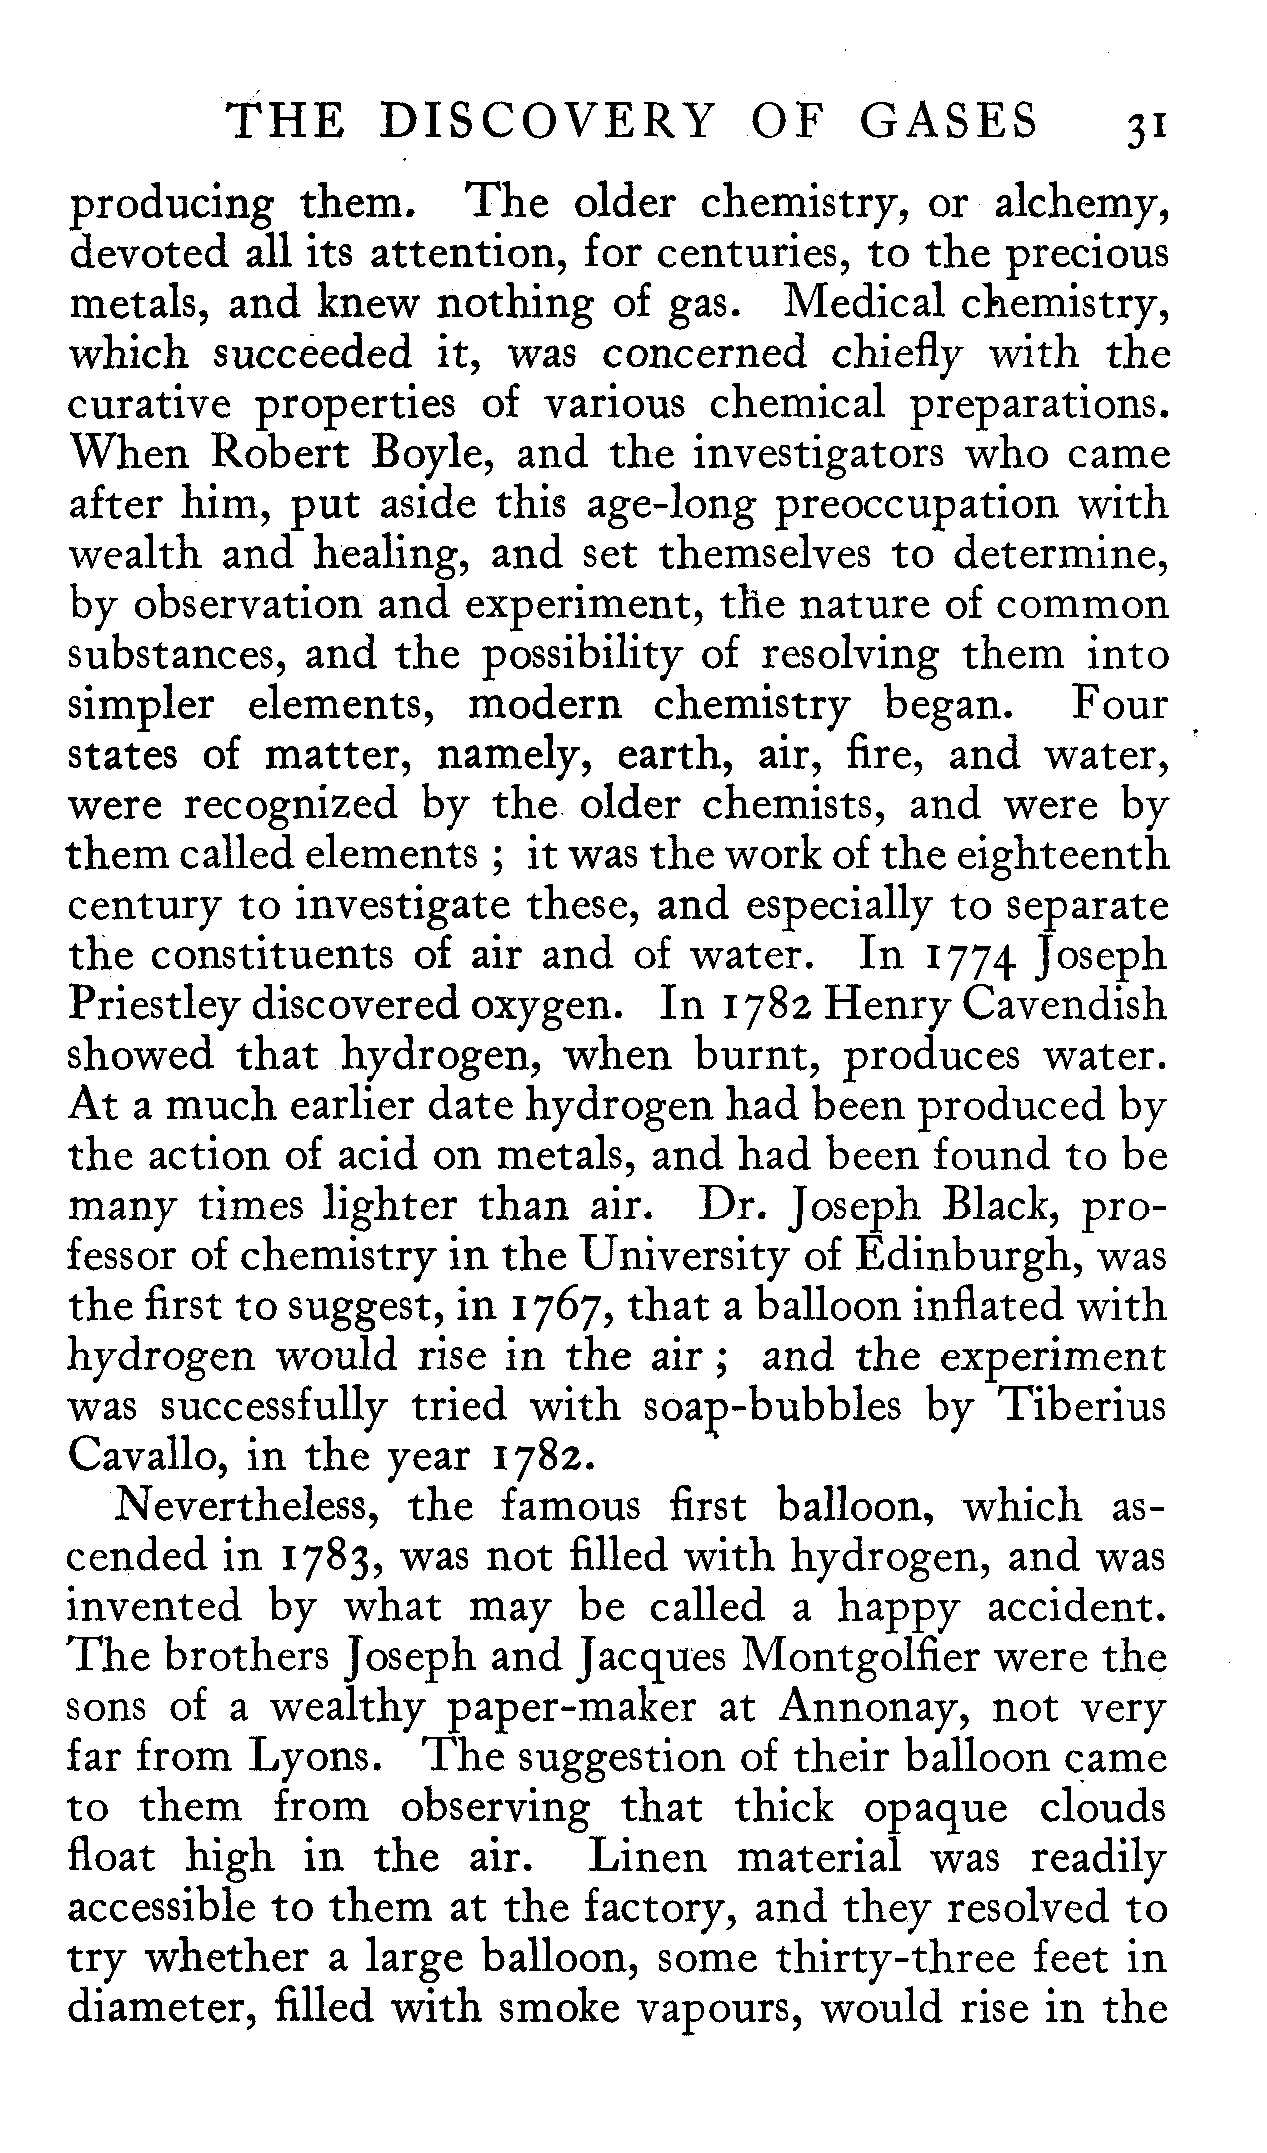 THE DISCOVERY OF GASES 31
producing them. The older chemistry, or alchemy,
devoted all its attention, for centuries, to the precious
metals, and knew nothing of gas. Medical chemistry,
which succeeded it, was concerned chiefly with the
curative properties of various chemical preparations.
When Robert Boyle, and the investigators who came
after him, put aside this age-long preoccupation with
wealth and healing, and set themselves to determine,
by observation and experiment, the nature of common
substances, and the possibility of resolving them into
simpler elements, modern chemistry began. Four
states of matter, namely, earth, air, fire, and water,
were recognized by the older chemists, and were by
them called elements ; it was the work of the eighteenth
century to investigate these, and especially to separate
the constituents of air and of water. In 1774 Joseph
Priestley discovered oxygen. In 1782 Henry Cavendish
showed that hydrogen, when burnt, produces water.
At a much earlier date hydrogen had been produced by
the action of acid on metals, and had been found to be
many times lighter than air. Dr. Joseph Black, pro-
fessor of chemistry in the University of Edinburgh, was
the first to suggest, in 1767, that a balloon inflated with
hydrogen would rise in the air ; and the experiment
was successfully tried with soap-bubbles by Tiberius
Cavallo, in the year 1782.
Nevertheless, the famous first balloon, which as-
cended in 1783, was not filled with hydrogen, and was
invented by what may be called a happy accident.
The brothers Joseph and Jacques Montgolfier were the
sons of a wealthy paper-maker at Annonay, not very
far from Lyons. The suggestion of their balloon came
to them from observing that thick opaque clouds
float high in the air. Linen material was readily
accessible to them at the factory, and they resolved to
try whether a large balloon, some thirty-three feet in
diameter, filled with smoke vapours, would rise in the